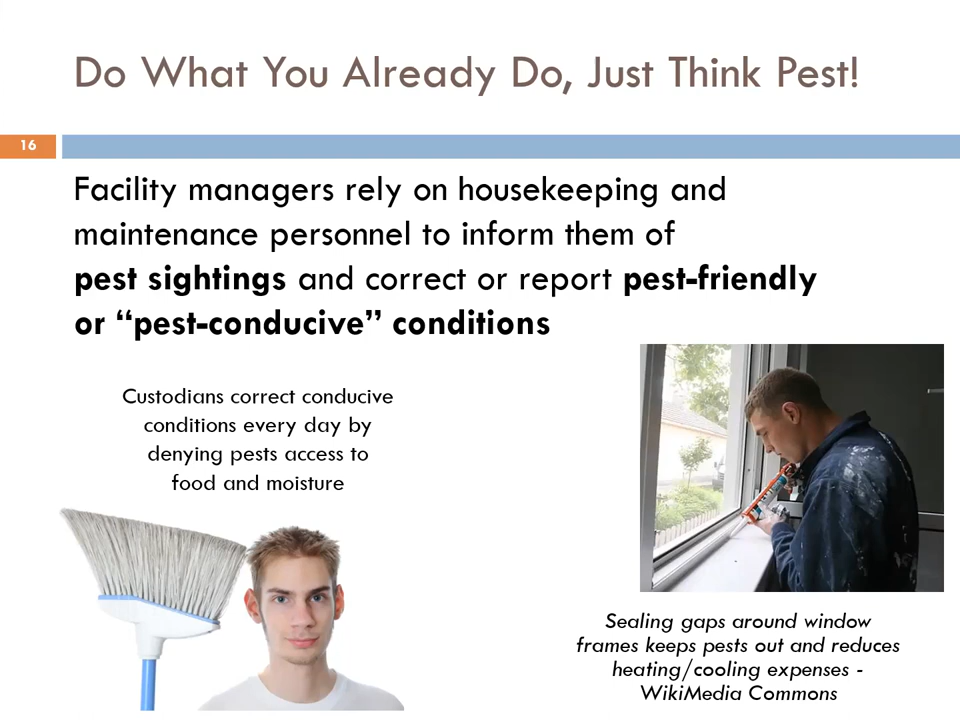 Do What You Already Do, Just Think Pest!
16
Facility managers rely on housekeeping and
maintenance personnel to inform them of
pest sightings and correct or report pest-friendly
or “pest-conducive” conditions
Custodians correct conducive
conditions every day by
denying pests access to
food and moisture
Sealing gaps around window
frames keeps pests out and reduces
heating/cooling expenses -
WikiMedia Commons